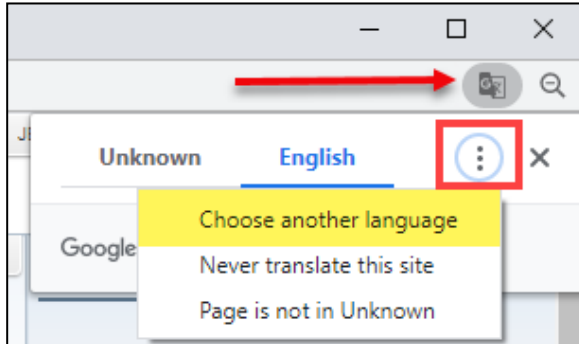 Unknown English
Choose another language
Google
Never translate this site
Page is not in Unknown